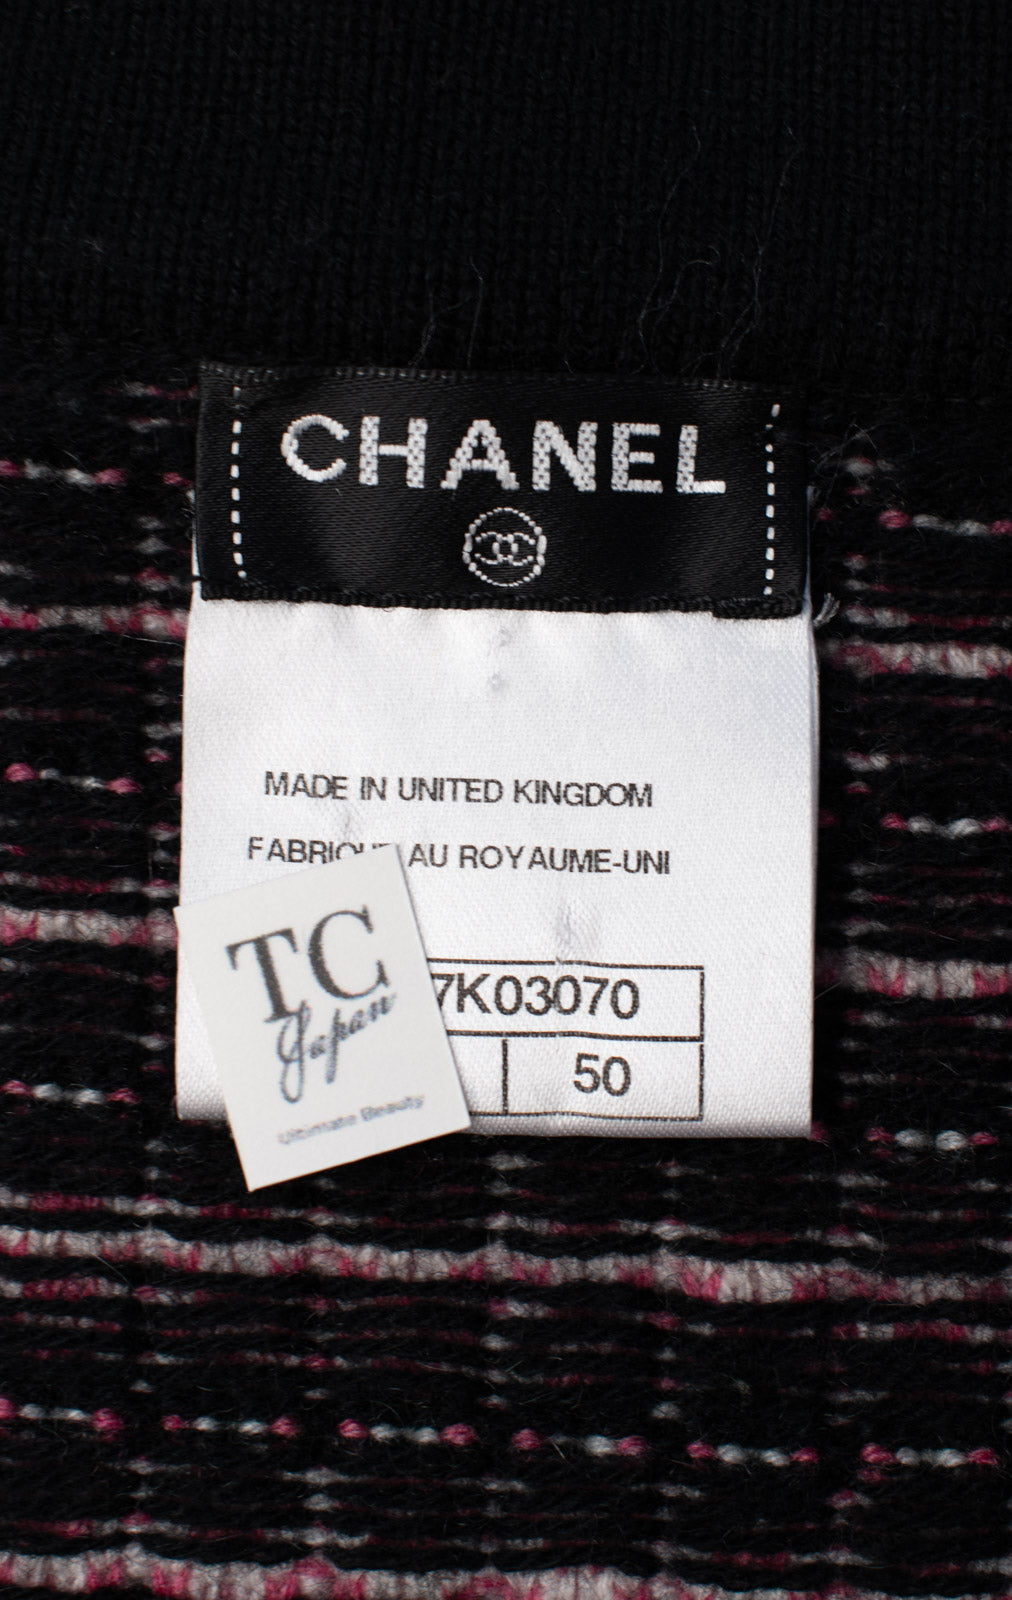 CHANEL
MADE IN UNITED KINGDOM
AU ROYAUME-UNI
TC
Japan
Ultimate Beauty
7K03070
50